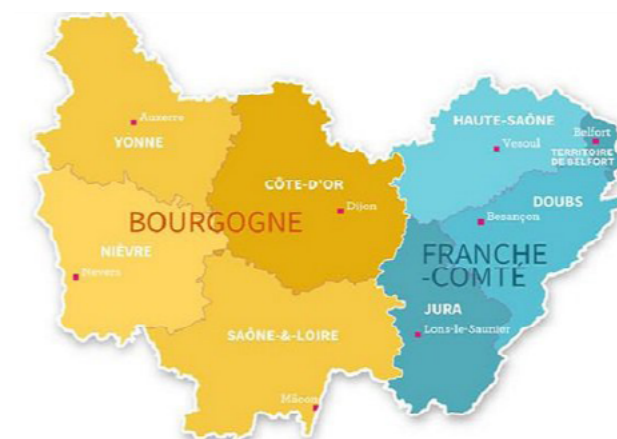 Auxerre
YONNE
HAUTE-SAÔNE
Vesoul
Belfort
TERRITOIRE
DE BELFORT
CÔTE-D'OR
Dijon
DOUBS
Besançon
BOURGOGNE
NIÈVRE
Nevers
FRANCHE
-COMTÉ
JURA
Lons-le-Saunier
SAÔNE-&-LOIRE
Mâcon